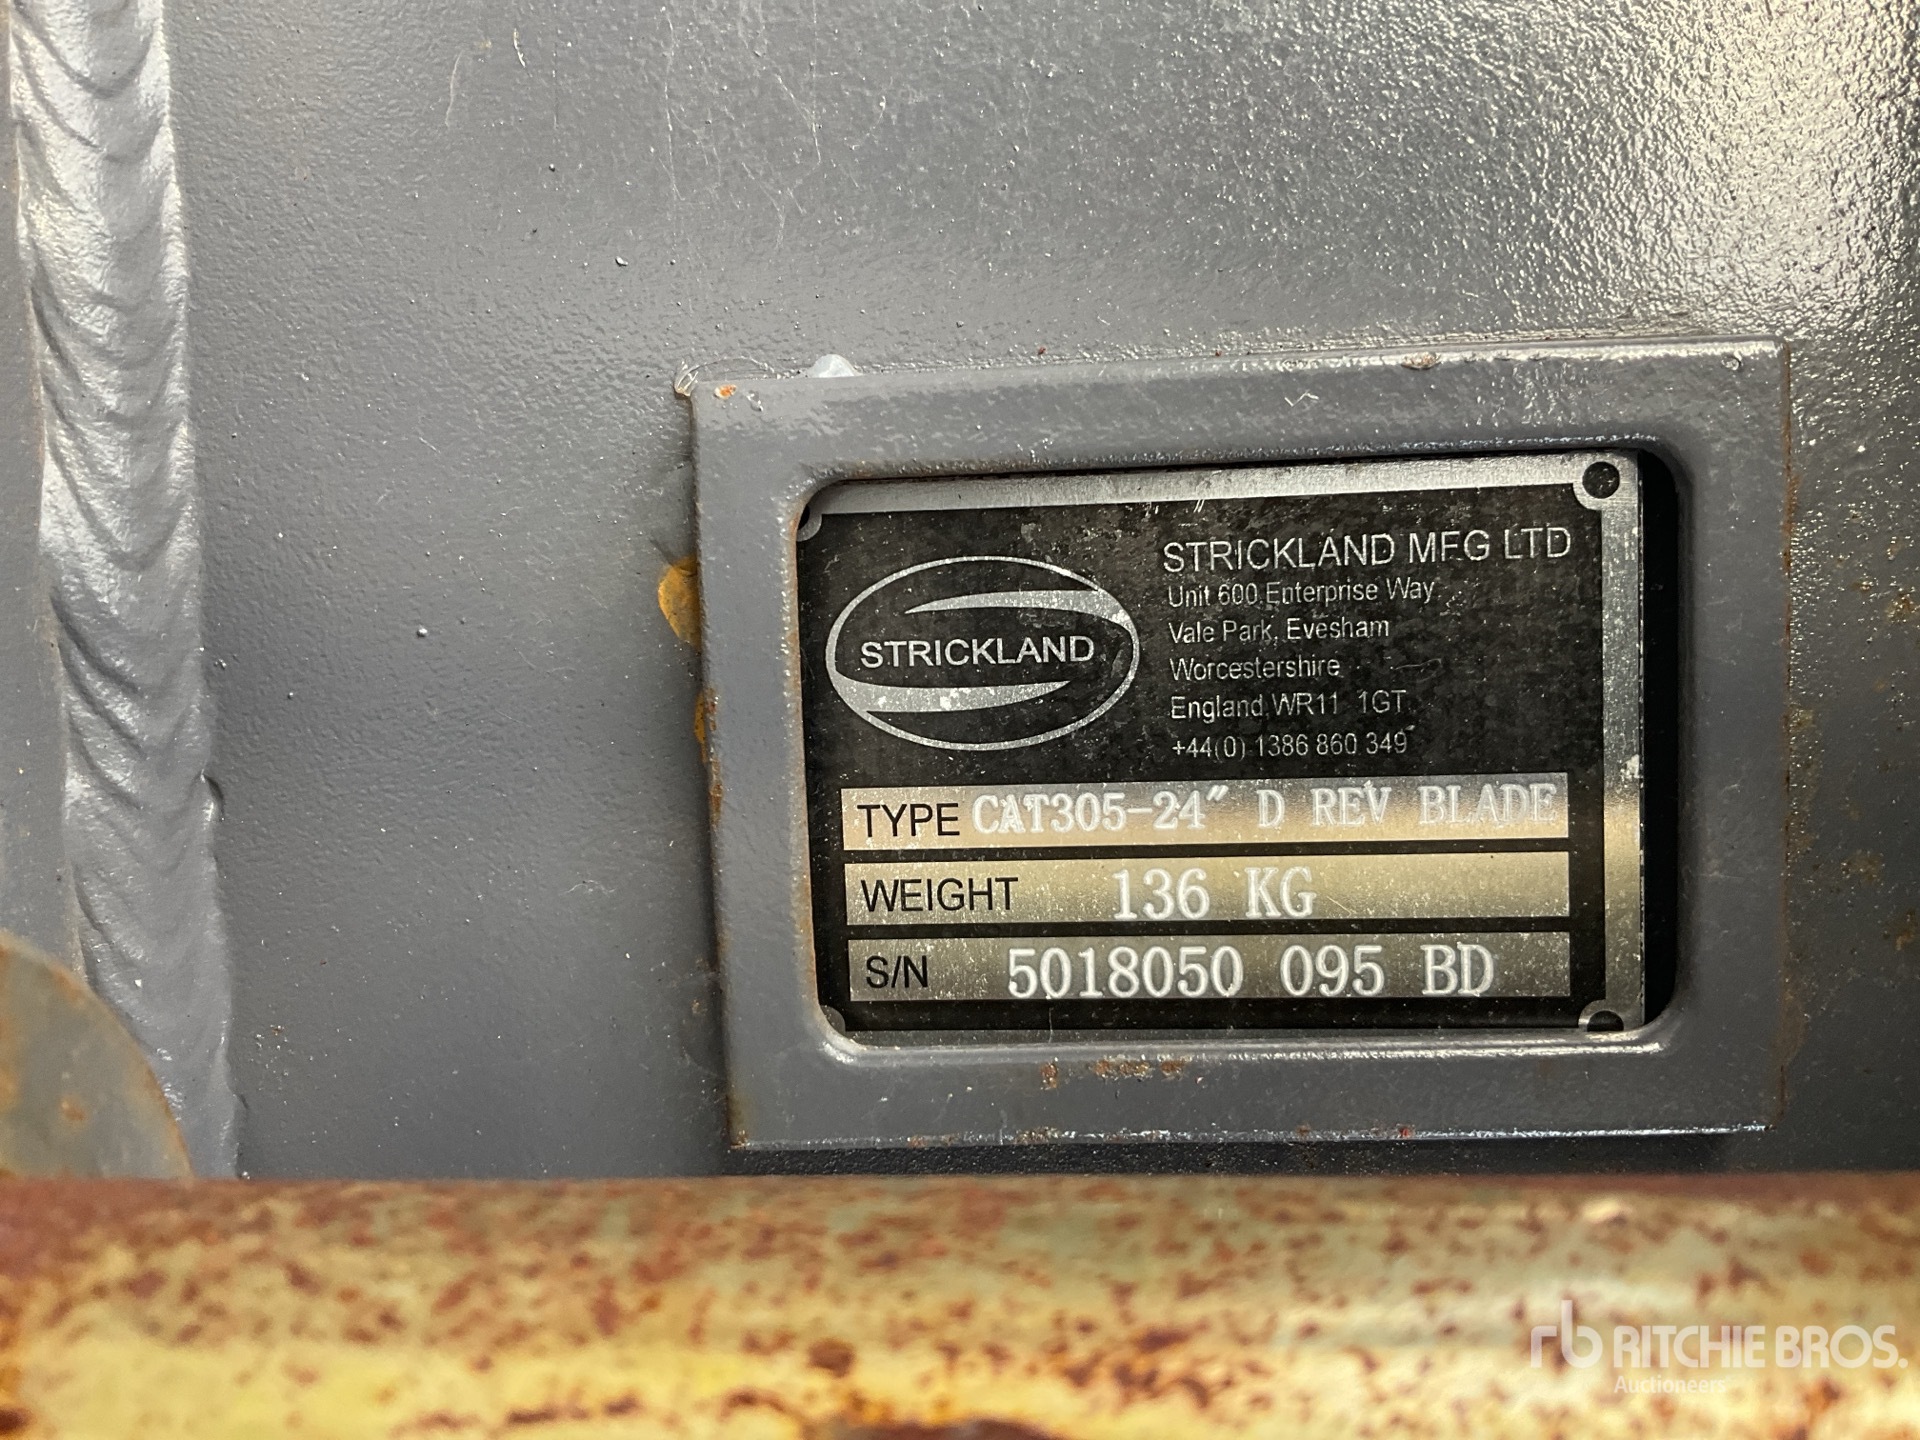 STRICKLAND
STRICKLAND MFG LTD
Unit 600 Enterprise Way
Vale Park, Evesham
Worcestershire
England WR11 1GT
+44(0) 1386 860 349
TYPE CAT305-24" D REV BLADE
WEIGHT 136 KG
S/N 5018050 095 BD
rb RITCHIE BROS.
Auctioneers